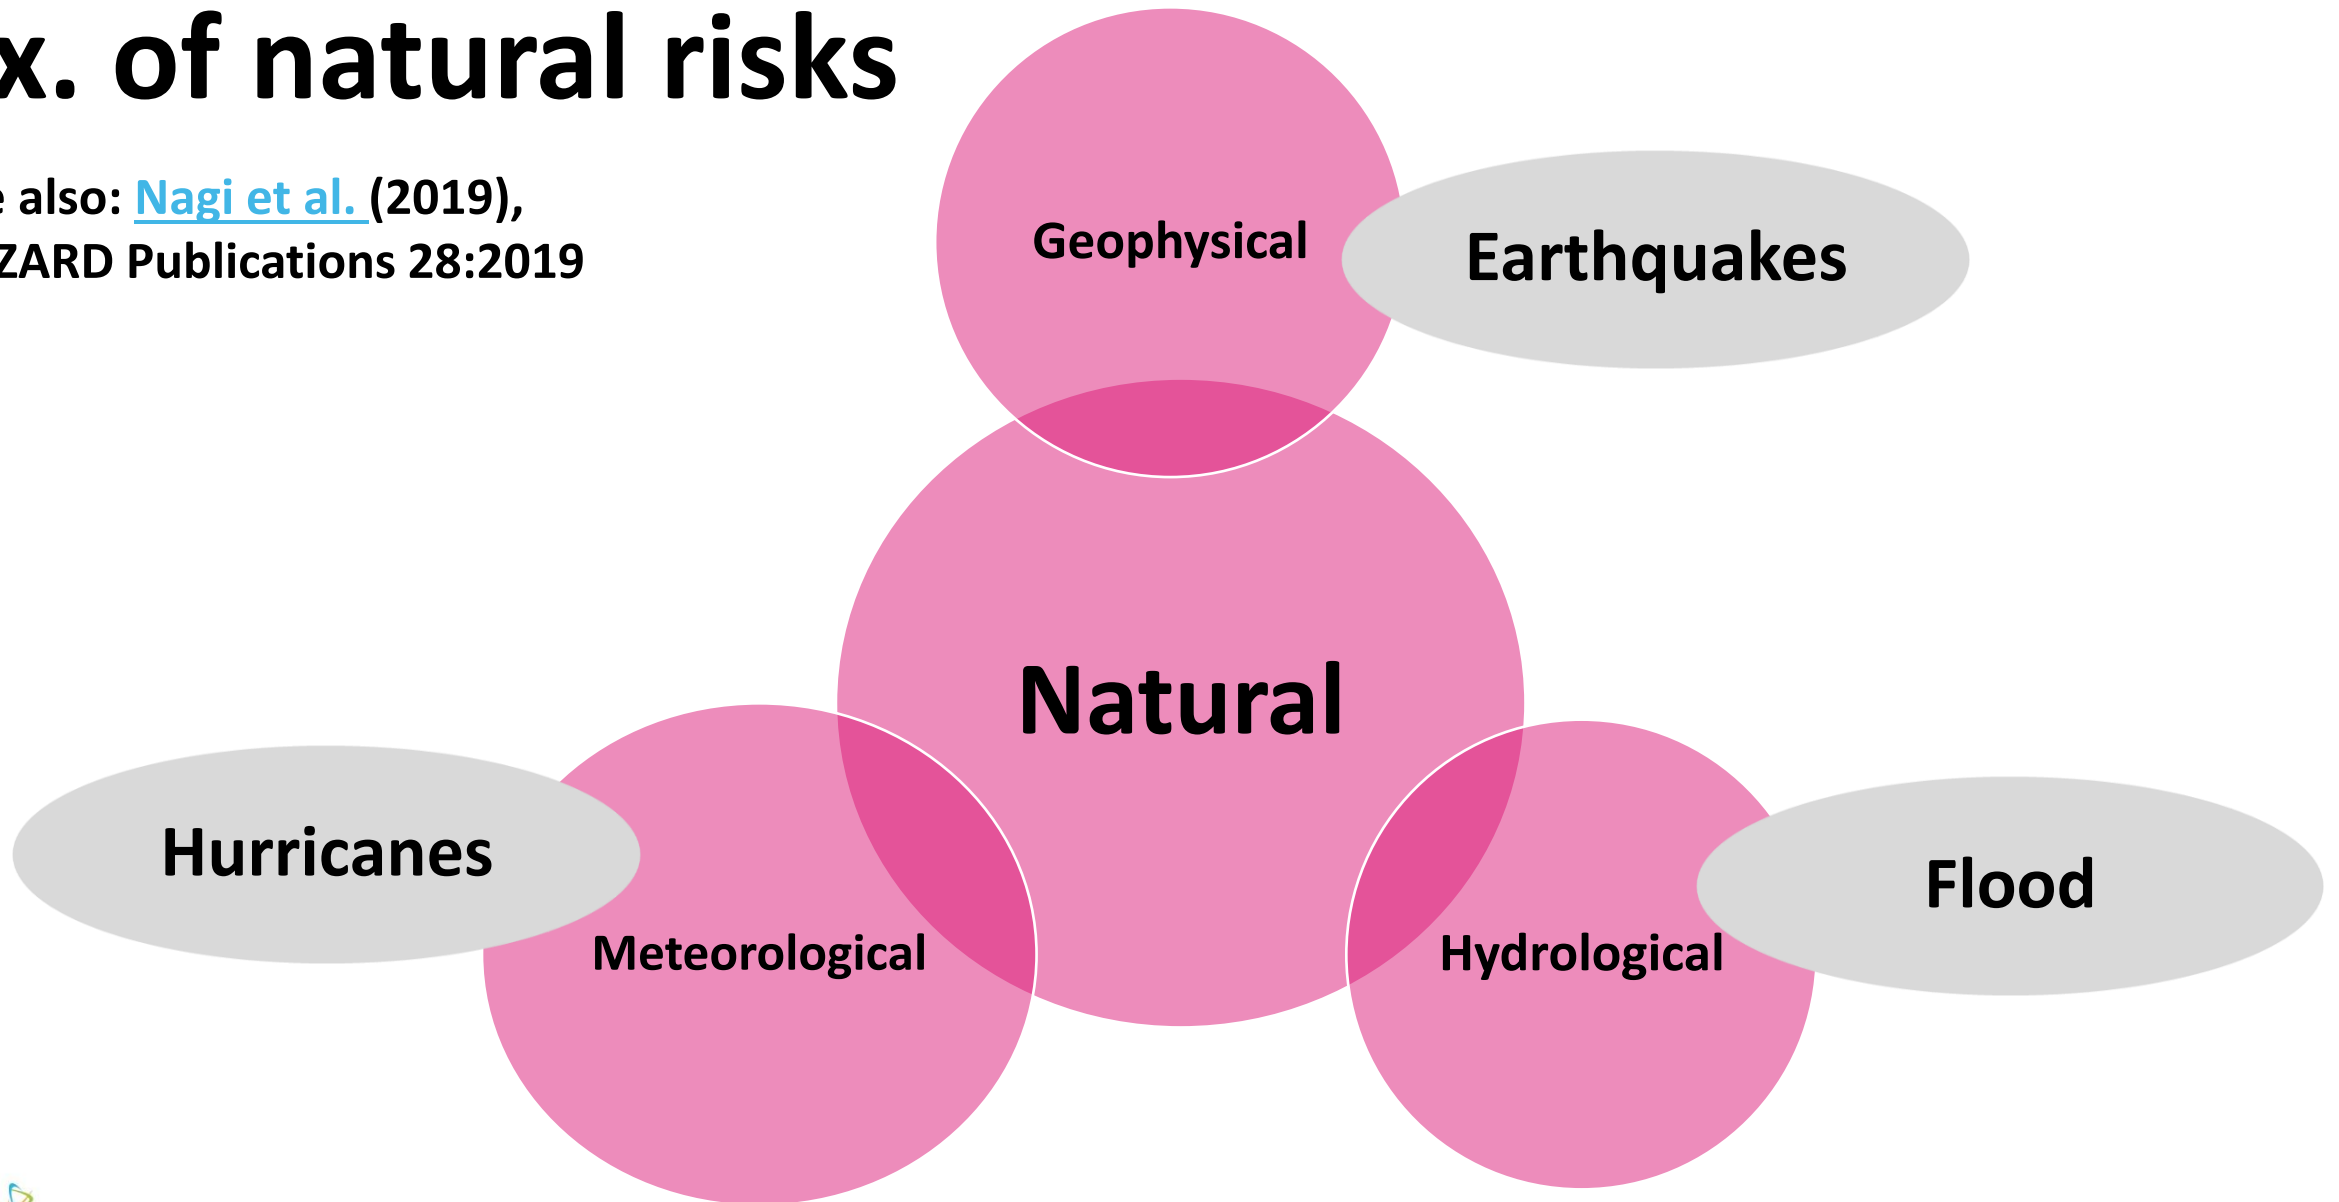 x. of natural risks
e also: Nagi et al. (2019),
ZARD Publications 28:2019
Geophysical
Earthquakes
Natural
Hurricanes
Flood
Meteorological
Hydrological